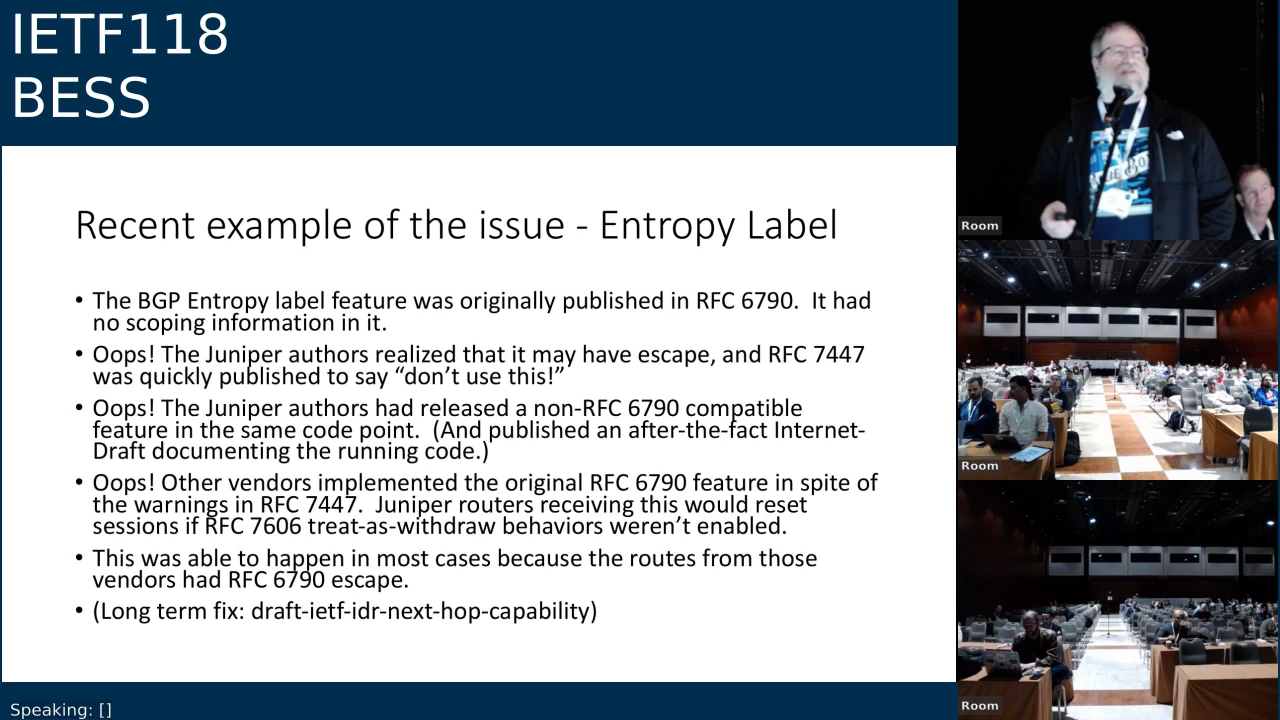 IETF118
BESS
Recent example of the issue - Entropy Label
• The BGP Entropy label feature was originally published in RFC 6790.  It had
no scoping information in it.
• Oops! The Juniper authors realized that it may have escape, and RFC 7447
was quickly published to say “don’t use this!”
• Oops! The Juniper authors had released a non-RFC 6790 compatible
feature in the same code point.  (And published an after-the-fact Internet-
Draft documenting the running code.)
• Oops! Other vendors implemented the original RFC 6790 feature in spite of
the warnings in RFC 7447.  Juniper routers receiving this would reset
sessions if RFC 7606 treat-as-withdraw behaviors weren’t enabled.
• This was able to happen in most cases because the routes from those
vendors had RFC 6790 escape.
• (Long term fix: draft-ietf-idr-next-hop-capability)
Speaking: []
Room
Room
Room